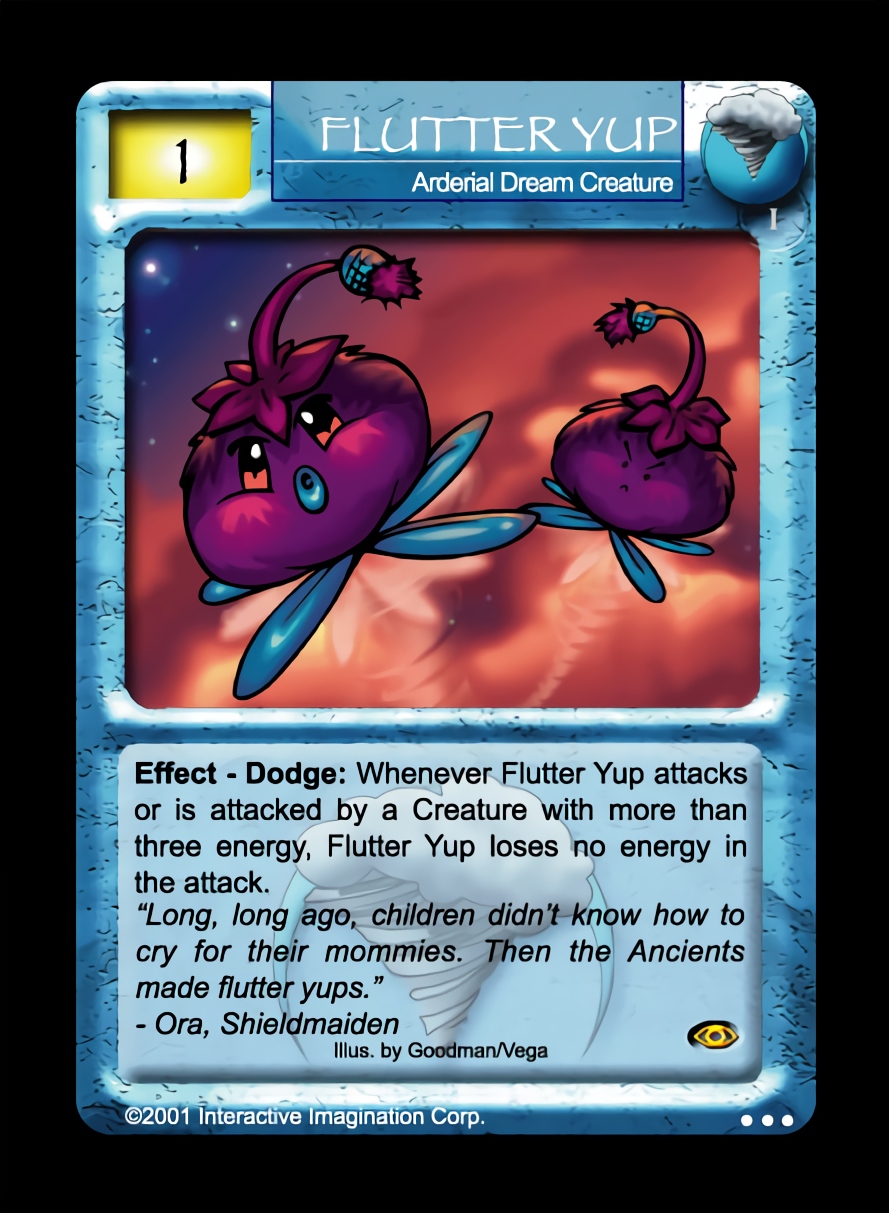 1
FLUTTER YUP
Arderial Dream Creature
I
Effect - Dodge: Whenever Flutter Yup attacks
or is attacked by a Creature with more than
three energy, Flutter Yup loses no energy in
the attack.
“Long, long ago, children didn’t know how to
cry for their mommies. Then the Ancients
made flutter yups.”
- Ora, Shieldmaiden
Illus. by Goodman/Vega
©2001 Interactive Imagination Corp.